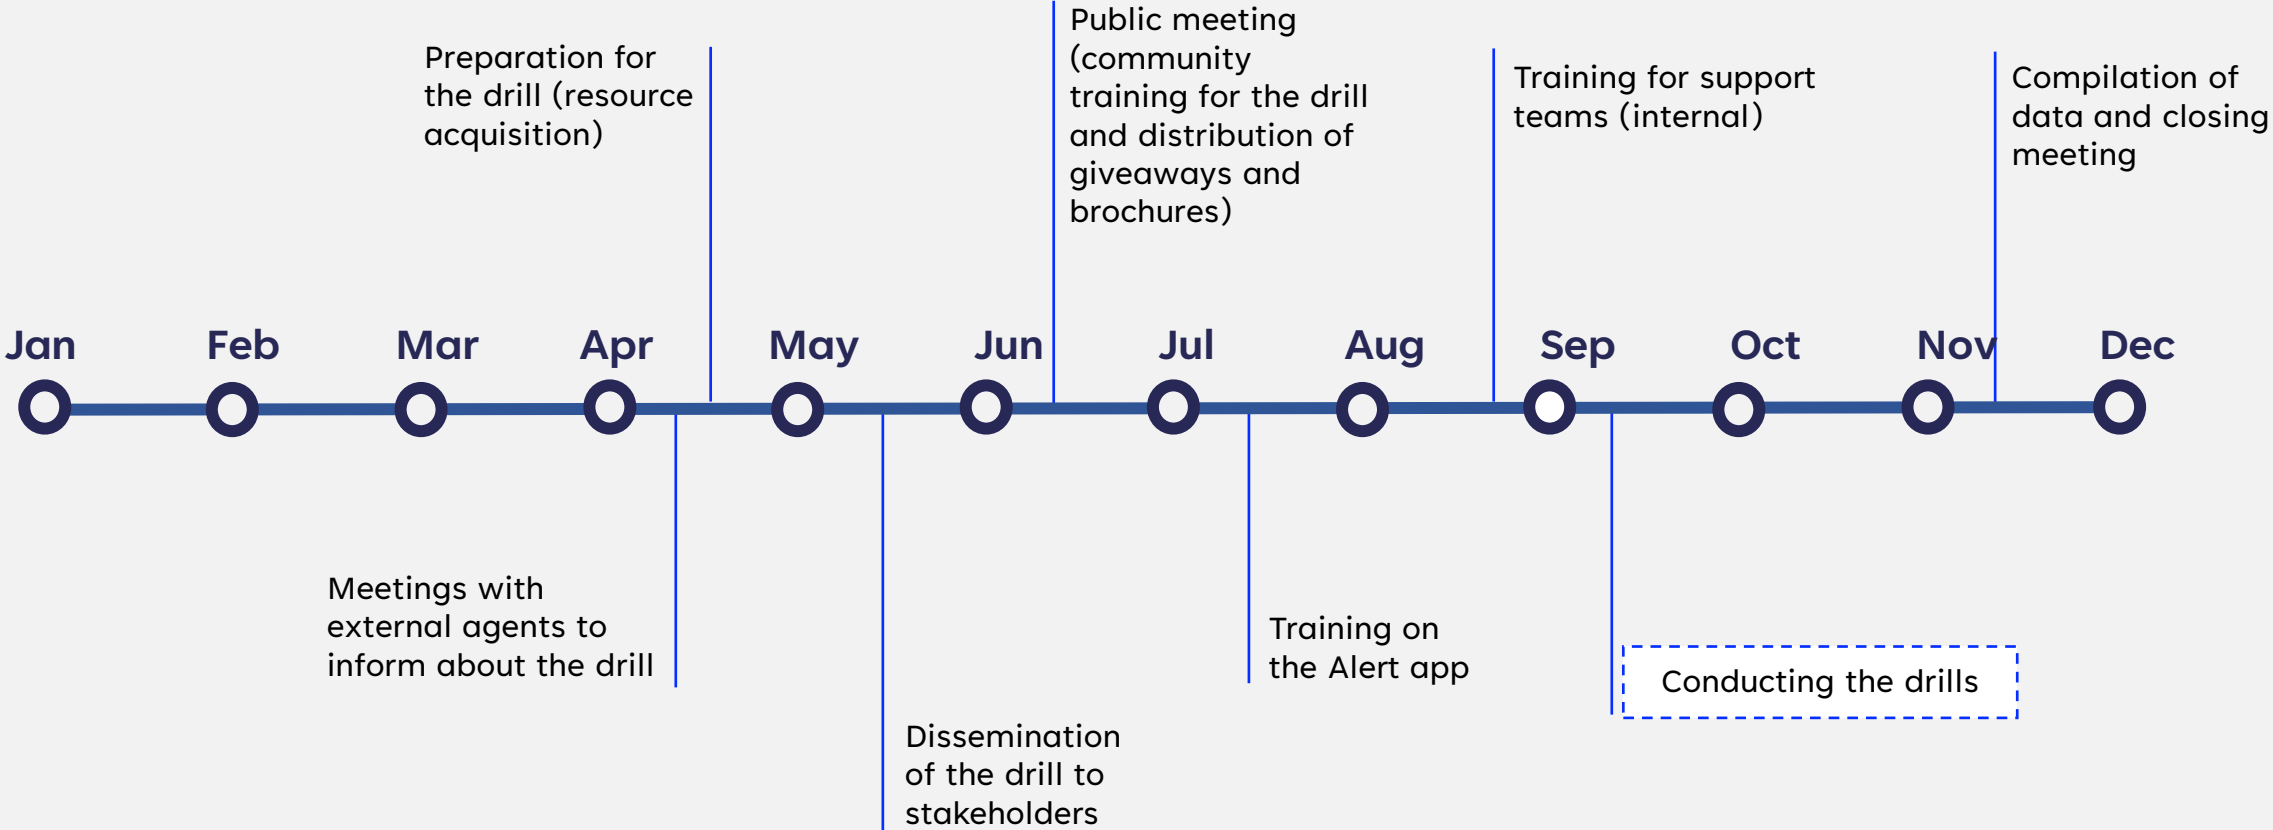 Preparation for
the drill (resource
acquisition)
Public meeting
(community
training for the drill
and distribution of
giveaways and
brochures)
Training for support
teams (internal)
Compilation of
data and closing
meeting
Jan
Feb
Mar
Apr
May
Jun
Jul
Aug
Sep
Oct
Nov
Dec
Meetings with
external agents to
inform about the drill
Dissemination
of the drill to
stakeholders
Training on
the Alert app
Conducting the drills